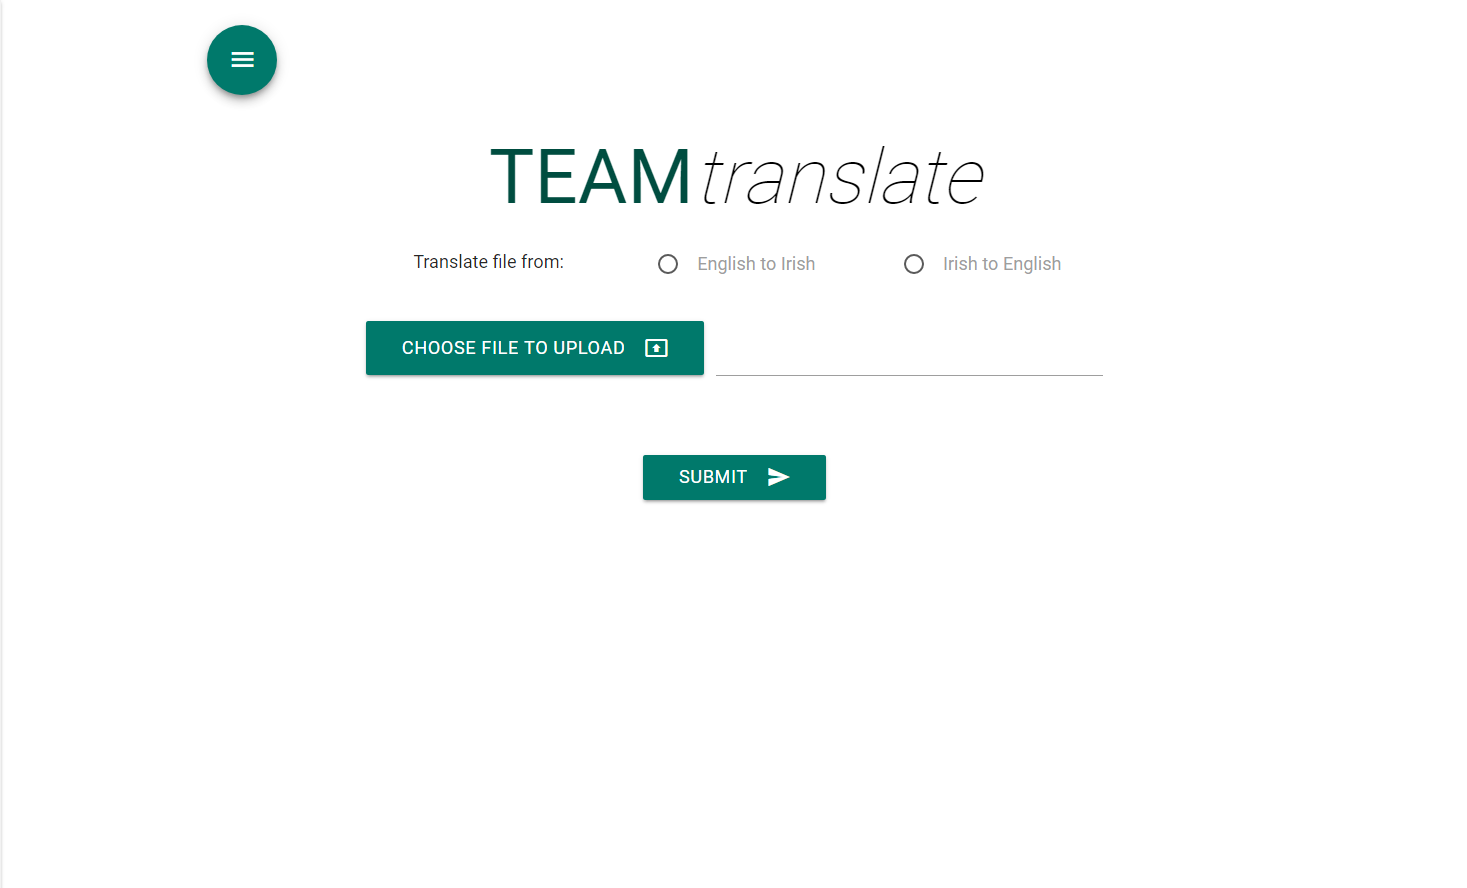 TEAMtranslate
Translate file from: English to Irish Irish to English
CHOOSE FILE TO UPLOAD
SUBMIT